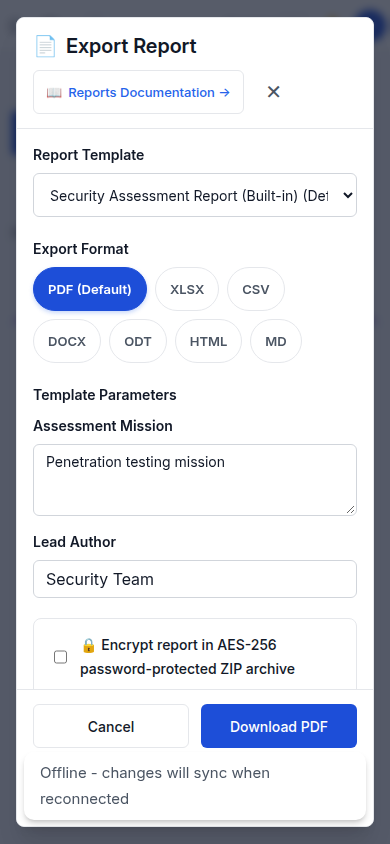 📄 Export Report
📖 Reports Documentation →
✕
Report Template
Security Assessment Report (Built-in) (Def
Export Format
PDF (Default)
XLSX
CSV
DOCX
ODT
HTML
MD
Template Parameters
Assessment Mission
Penetration testing mission
Lead Author
Security Team
🔒 Encrypt report in AES-256
password-protected ZIP archive
Cancel
Download PDF
Offline - changes will sync when
reconnected